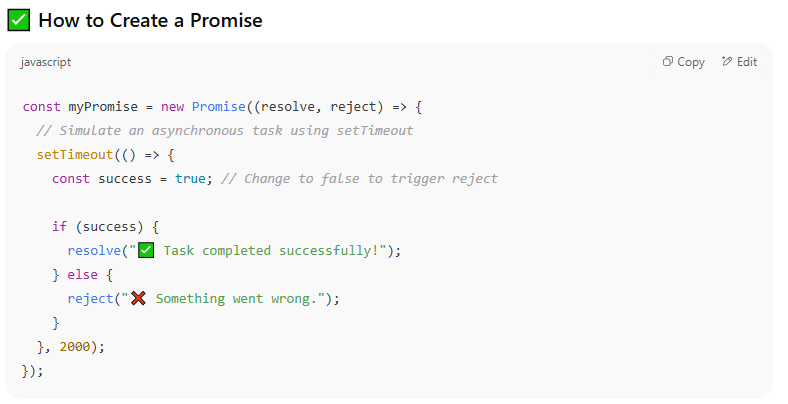 ✅ How to Create a Promise
javascript Copy Edit
const myPromise = new Promise((resolve, reject) => {
  // Simulate an asynchronous task using setTimeout
  setTimeout(() => {
    const success = true; // Change to false to trigger reject

    if (success) {
      resolve("✅ Task completed successfully!");
    } else {
      reject("❌ Something went wrong.");
    }
  }, 2000);
});